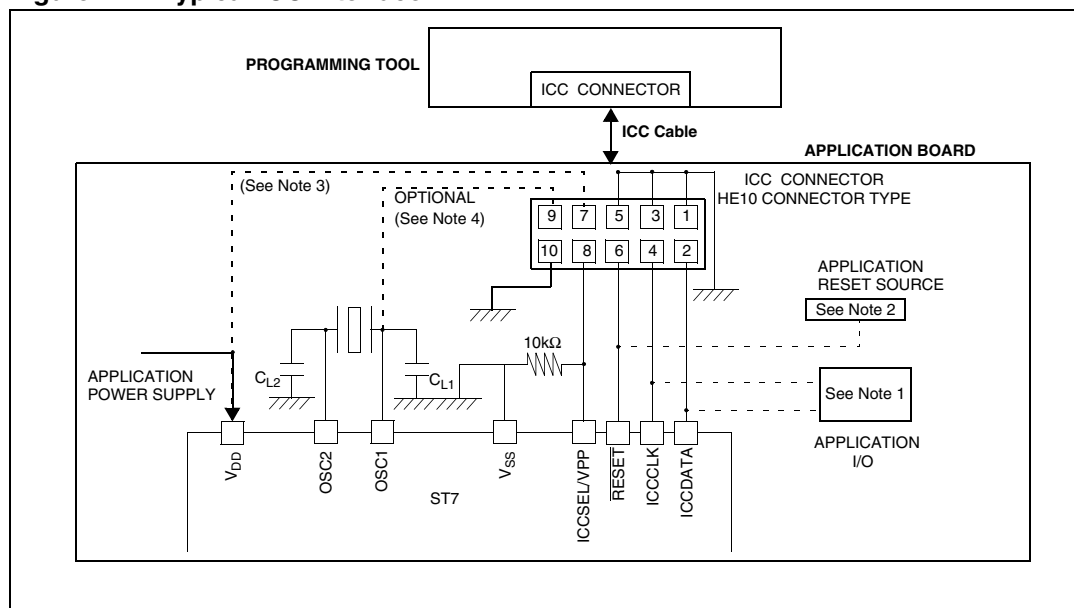 PROGRAMMING TOOL
ICC CONNECTOR
ICC Cable
APPLICATION BOARD
(See Note 3)
OPTIONAL
(See Note 4)
ICC CONNECTOR
HE10 CONNECTOR TYPE
9 7 5 3 1
10 8 6 4 2
APPLICATION
RESET SOURCE
See Note 2
10kΩ
APPLICATION
POWER SUPPLY
CL2
CL1
See Note 1
APPLICATION
I/O
VDD
OSC2
OSC1
VSS
ICCSEL/VPP
RESET
ICCCLK
ICCDATA
ST7